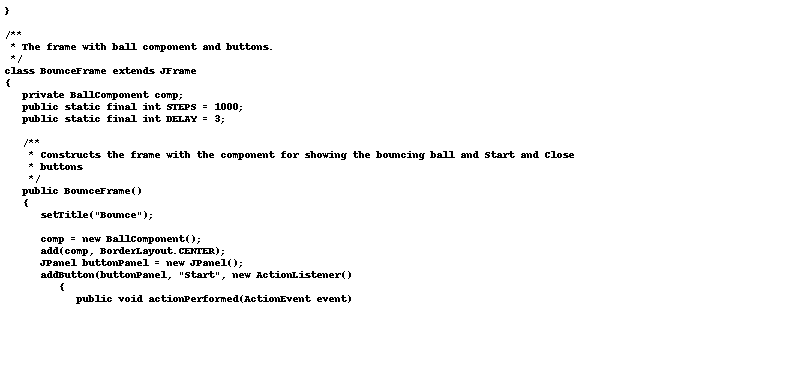 }

/**
 * The frame with ball component and buttons.
 */
class BounceFrame extends JFrame
{
   private BallComponent comp;
   public static final int STEPS = 1000;
   public static final int DELAY = 3;

   /**
    * Constructs the frame with the component for showing the bouncing ball and Start and Close
    * buttons
    */
   public BounceFrame()
   {
      setTitle("Bounce");

      comp = new BallComponent();
      add(comp, BorderLayout.CENTER);
      JPanel buttonPanel = new JPanel();
      addButton(buttonPanel, "Start", new ActionListener()
         {
            public void actionPerformed(ActionEvent event)